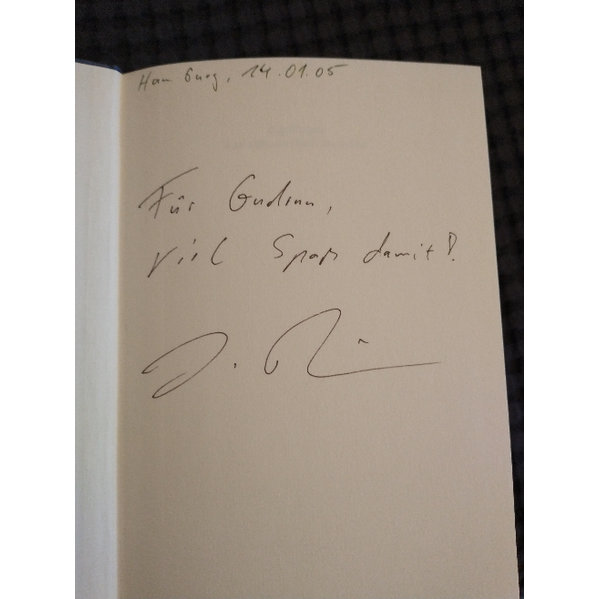 Hamburg, 14.01.05
Für Gudrun,
viel Spaß damit!